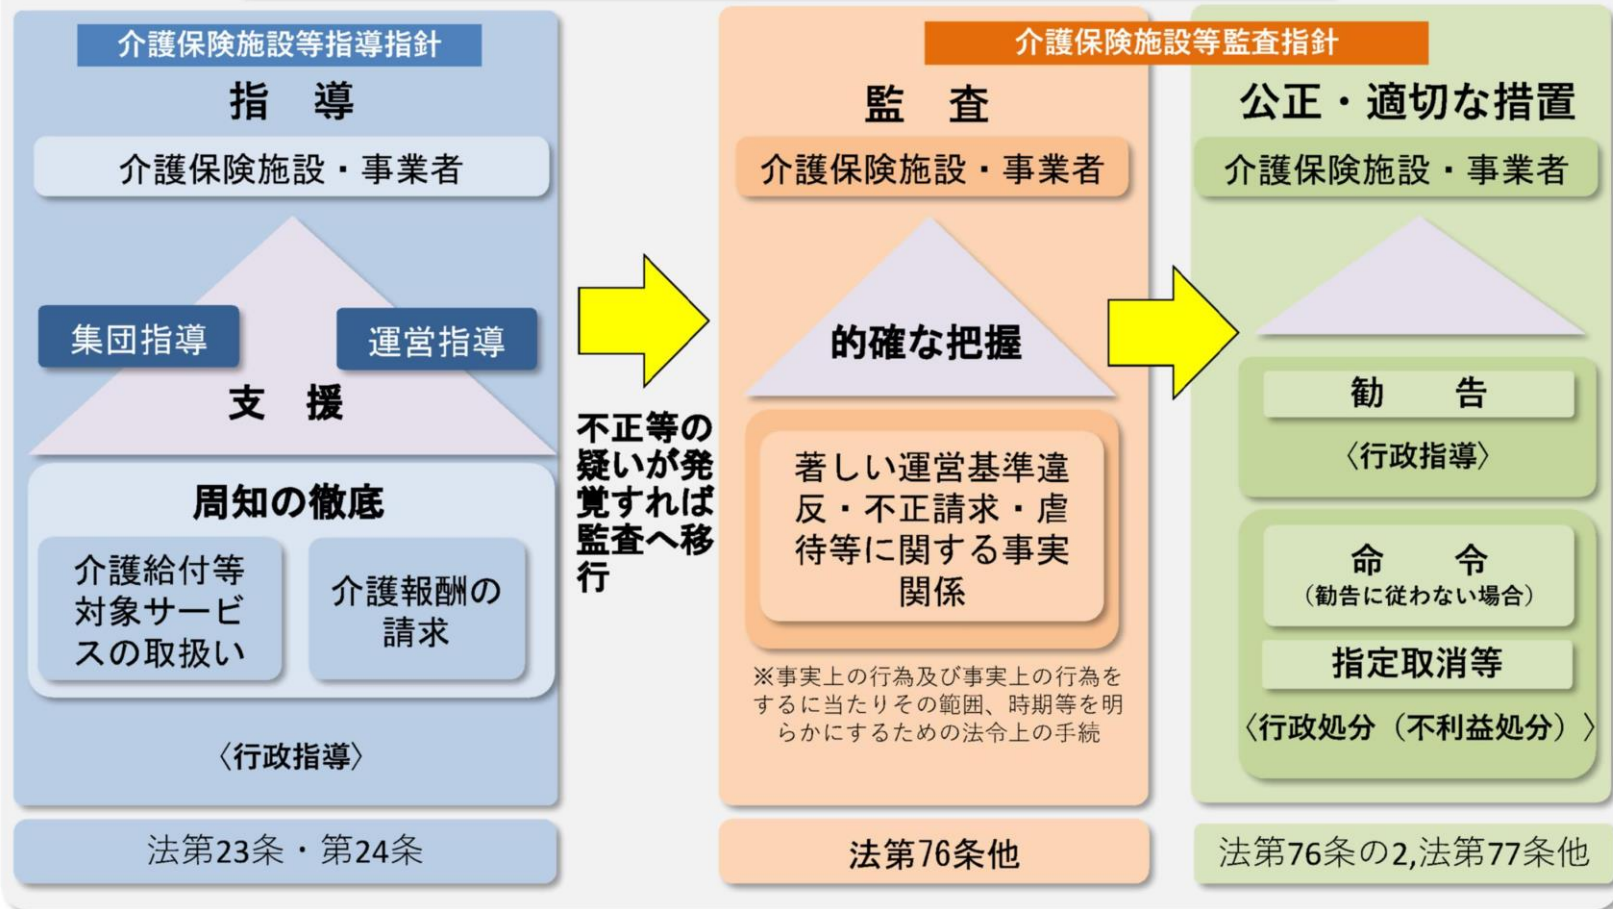 介護保険施設等指導指針
指　導
介護保険施設・事業者
集団指導
運営指導
支　援
周知の徹底
介護給付等
対象サービ
スの取扱い
介護報酬の
請求
〈行政指導〉
法第23条・第24条
不正等の
疑いが発
覚すれば
監査へ移
行
介護保険施設等監査指針
監　査
介護保険施設・事業者
的確な把握
著しい運営基準違
反・不正請求・虐
待等に関する事実
関係
※事実上の行為及び事実上の行為を
するに当たりその範囲、時期等を明
らかにするための法令上の手続
法第76条他
公正・適切な措置
介護保険施設・事業者
勧　告
〈行政指導〉
命　令
（勧告に従わない場合）
指定取消等
〈行政処分（不利益処分）〉
法第76条の2,法第77条他